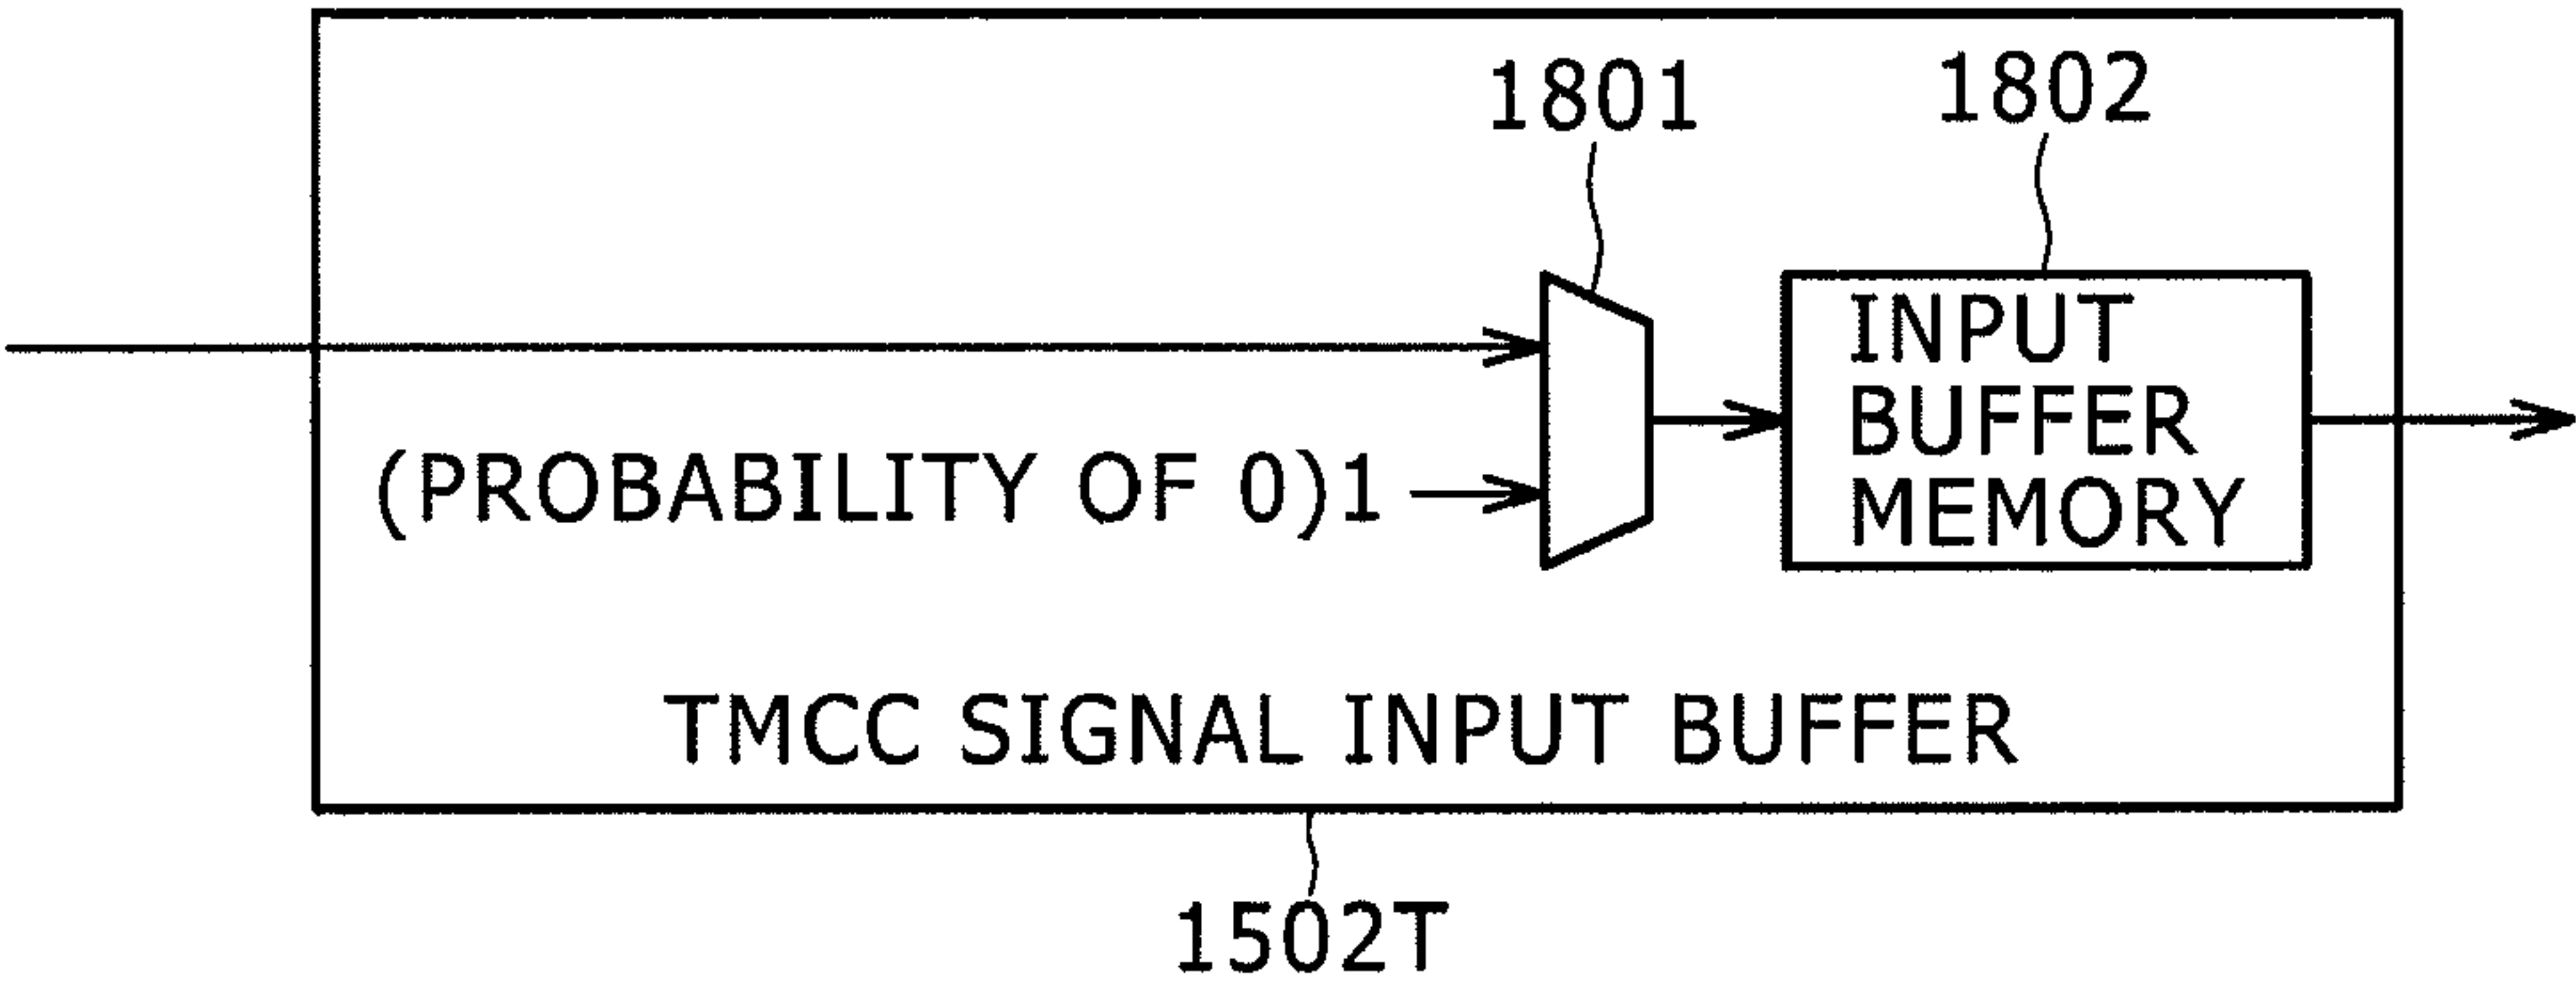 1801
1802
INPUT
BUFFER
MEMORY
(PROBABILITY OF 0)1
TMCC SIGNAL INPUT BUFFER
1502T